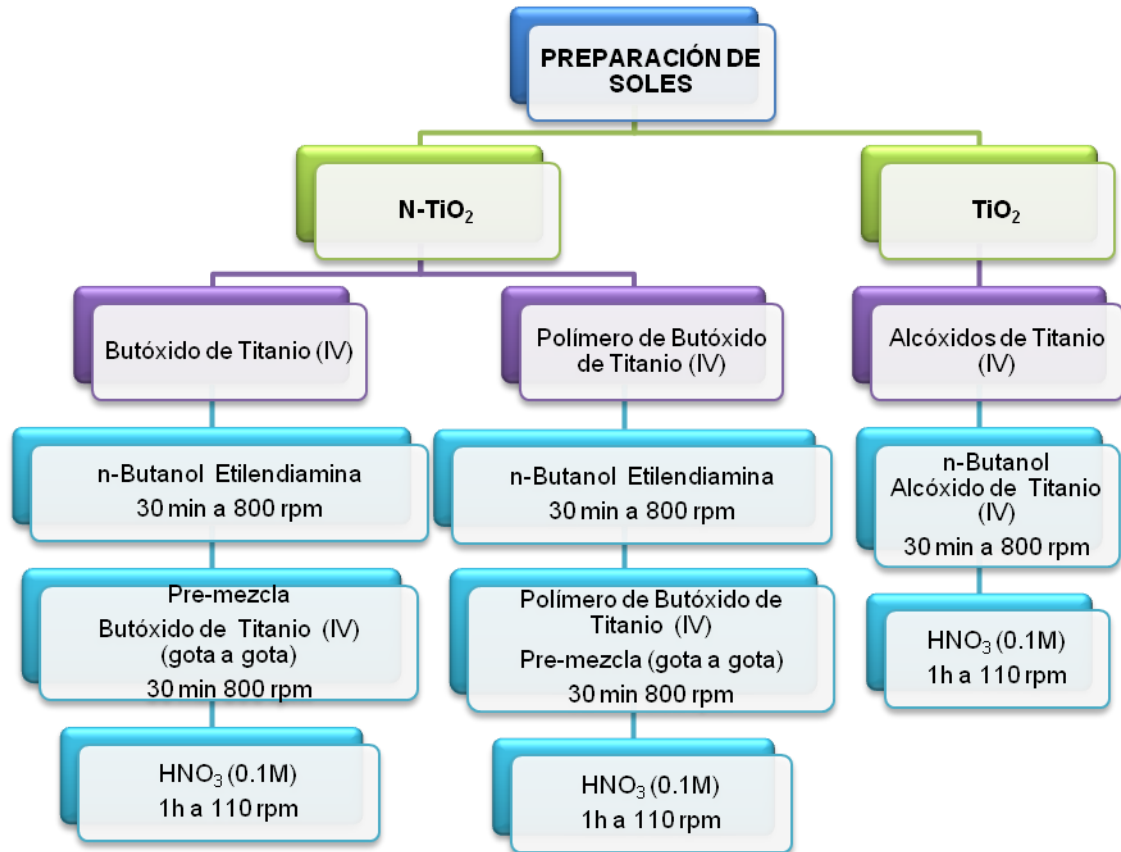 PREPARACIÓN DE
SOLES
N-TiO₂
TiO₂
Butóxido de Titanio (IV)
Polímero de Butóxido
de Titanio (IV)
Alcóxidos de Titanio
(IV)
n-Butanol Etilendiamina
30 min a 800 rpm
n-Butanol Etilendiamina
30 min a 800 rpm
n-Butanol
Alcóxido de Titanio
(IV)
30 min a 800 rpm
Pre-mezcla
Butóxido de Titanio (IV)
(gota a gota)
30 min 800 rpm
Polímero de Butóxido de
Titanio (IV)
Pre-mezcla (gota a gota)
30 min 800 rpm
HNO₃ (0.1M)
1h a 110 rpm
HNO₃ (0.1M)
1h a 110 rpm
HNO₃ (0.1M)
1h a 110 rpm